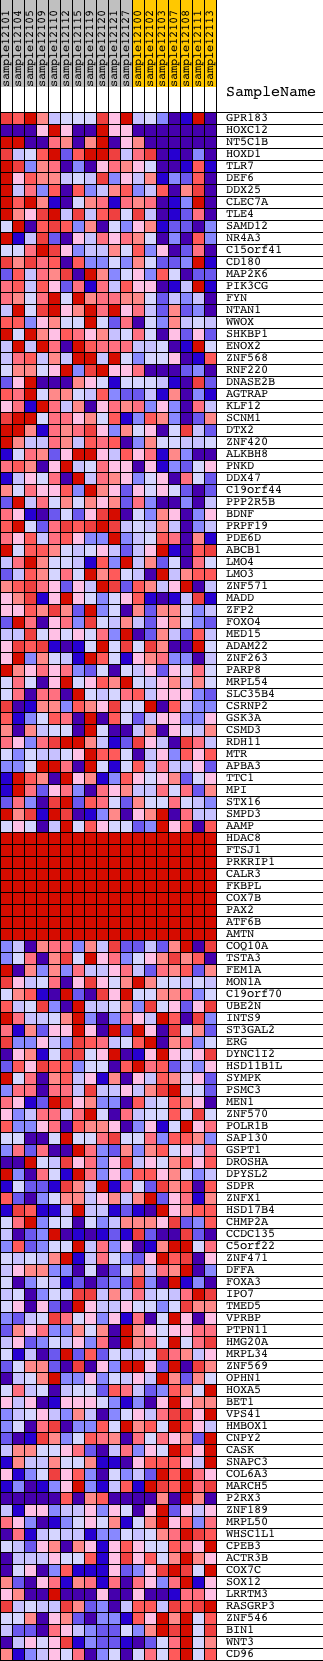 sample12101
sample12104
sample12105
sample12109
sample12110
sample12112
sample12115
sample12119
sample12120
sample12127
sample12100
sample12102
sample12103
sample12107
sample12108
sample12111
sample12113
SampleName
GPR183
HOXC12
NT5C1B
HOXD1
TLR7
DEF6
DDX25
CLEC7A
TLE4
SAMD12
NR4A3
C15orf41
CD180
MAP2K6
PIK3CG
FYN
NTAN1
WWOX
SHKBP1
ENOX2
ZNF568
RNF220
DNASE2B
AGTRAP
KLF12
SCNM1
DTX2
ZNF420
ALKBH8
PNKD
DDX47
C19orf44
PPP2R5B
BDNF
PRPF19
PDE6D
ABCB1
LMO4
LMO3
ZNF571
MADD
ZFP2
FOXO4
MED15
ADAM22
ZNF263
PARP8
MRPL54
SLC35B4
CSRNP2
GSK3A
CSMD3
RDH11
MTR
APBA3
TTC1
MPI
STX16
SMPD3
AAMP
HDAC8
FTSJ1
PRKRIP1
CALR3
FKBPL
COX7B
PAX2
ATF6B
AMTN
COQ10A
TSTA3
FEM1A
MON1A
C19orf70
UBE2N
INTS9
ST3GAL2
ERG
DYNC1I2
HSD11B1L
SYMPK
PSMC3
MEN1
ZNF570
POLR1B
SAP130
GSPT1
DROSHA
DPYSL2
SDPR
ZNFX1
HSD17B4
CHMP2A
CCDC135
C5orf22
ZNF471
DFFA
FOXA3
IPO7
TMED5
VPRBP
PTPN11
HMG20A
MRPL34
ZNF569
OPHN1
HOXA5
BET1
VPS41
HMBOX1
CNPY2
CASK
SNAPC3
COL6A3
MARCH5
P2RX3
ZNF189
MRPL50
WHSC1L1
CPEB3
ACTR3B
COX7C
SOX12
LRRTM3
RASGRP3
ZNF546
BIN1
WNT3
CD96